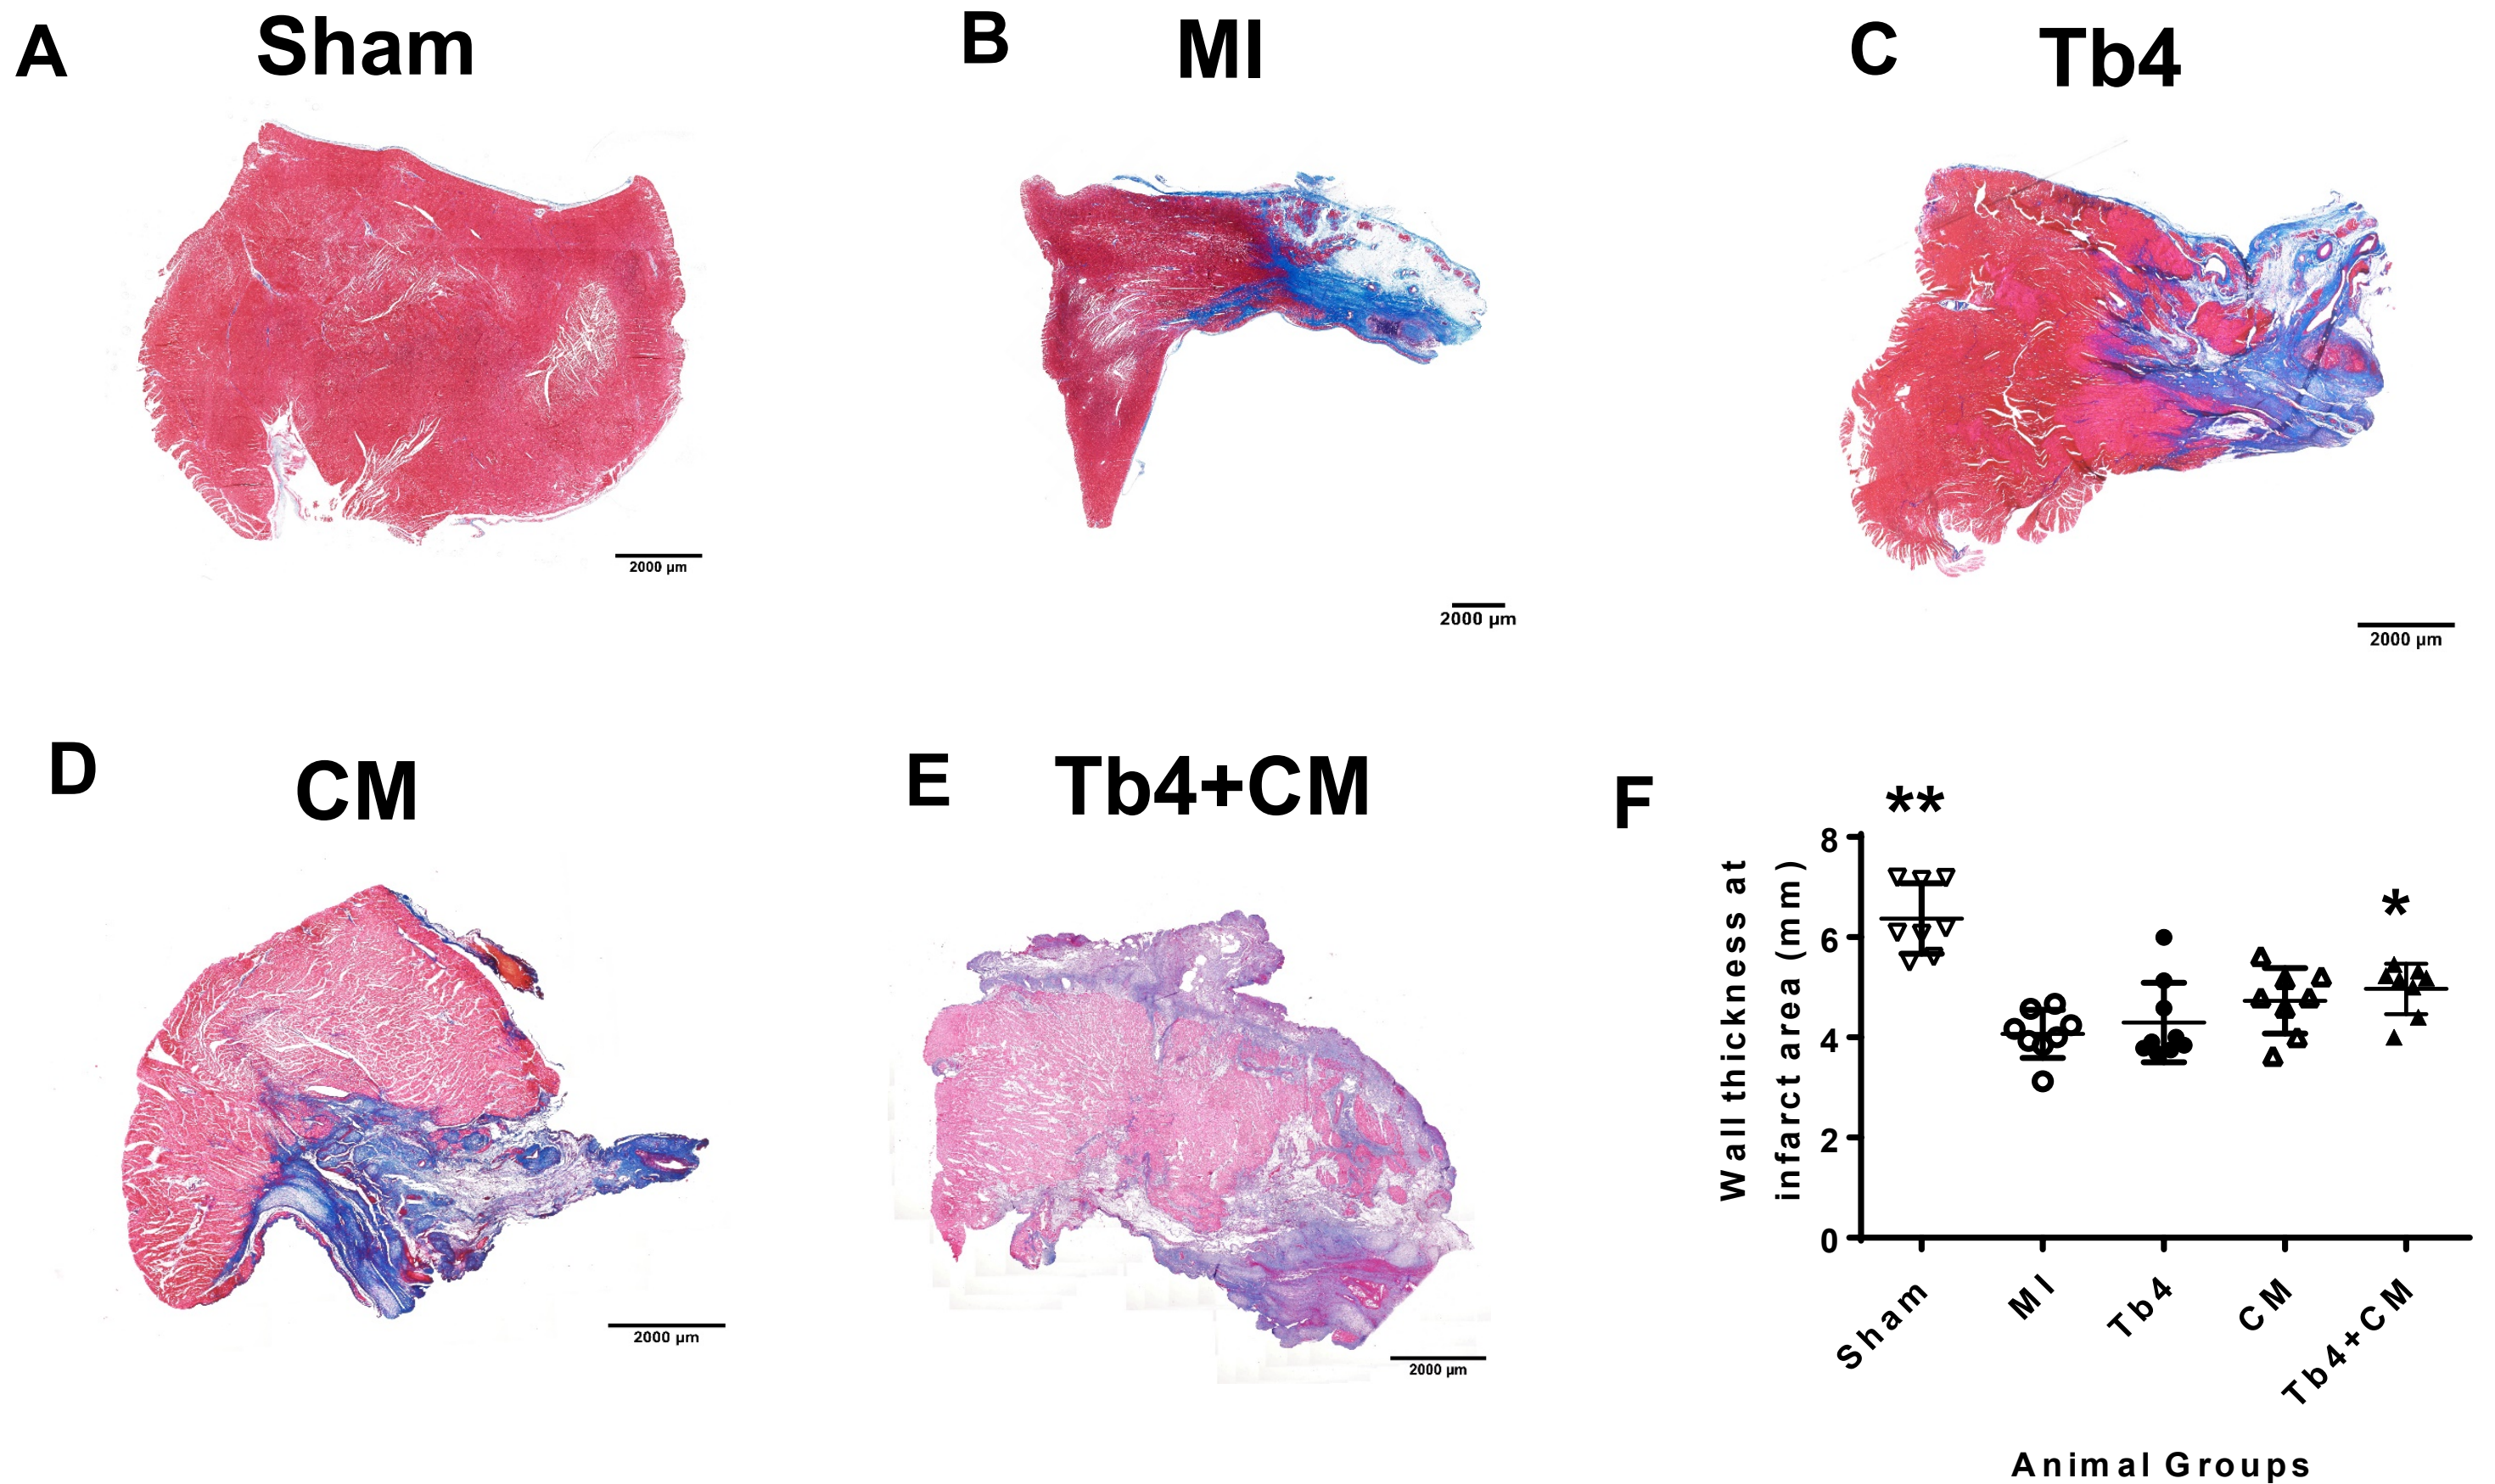 A Sham
B MI
C Tb4
2000 µm
2000 µm
2000 µm
D CM
E Tb4+CM
F
2000 µm
2000 µm
**
*
Wall thickness at
infarct area (mm)
8
6
4
2
0
Sham
MI
Tb4
CM
Tb4+CM
Animal Groups